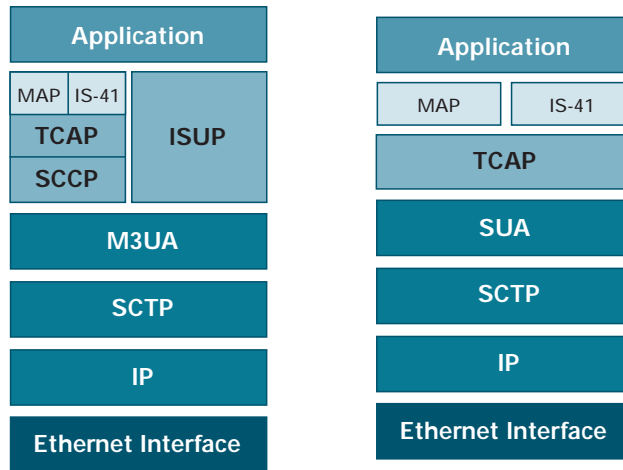 Application
MAP IS-41
TCAP
SCCP
ISUP
M3UA
SCTP
IP
Ethernet Interface
Application
MAP IS-41
TCAP
SUA
SCTP
IP
Ethernet Interface